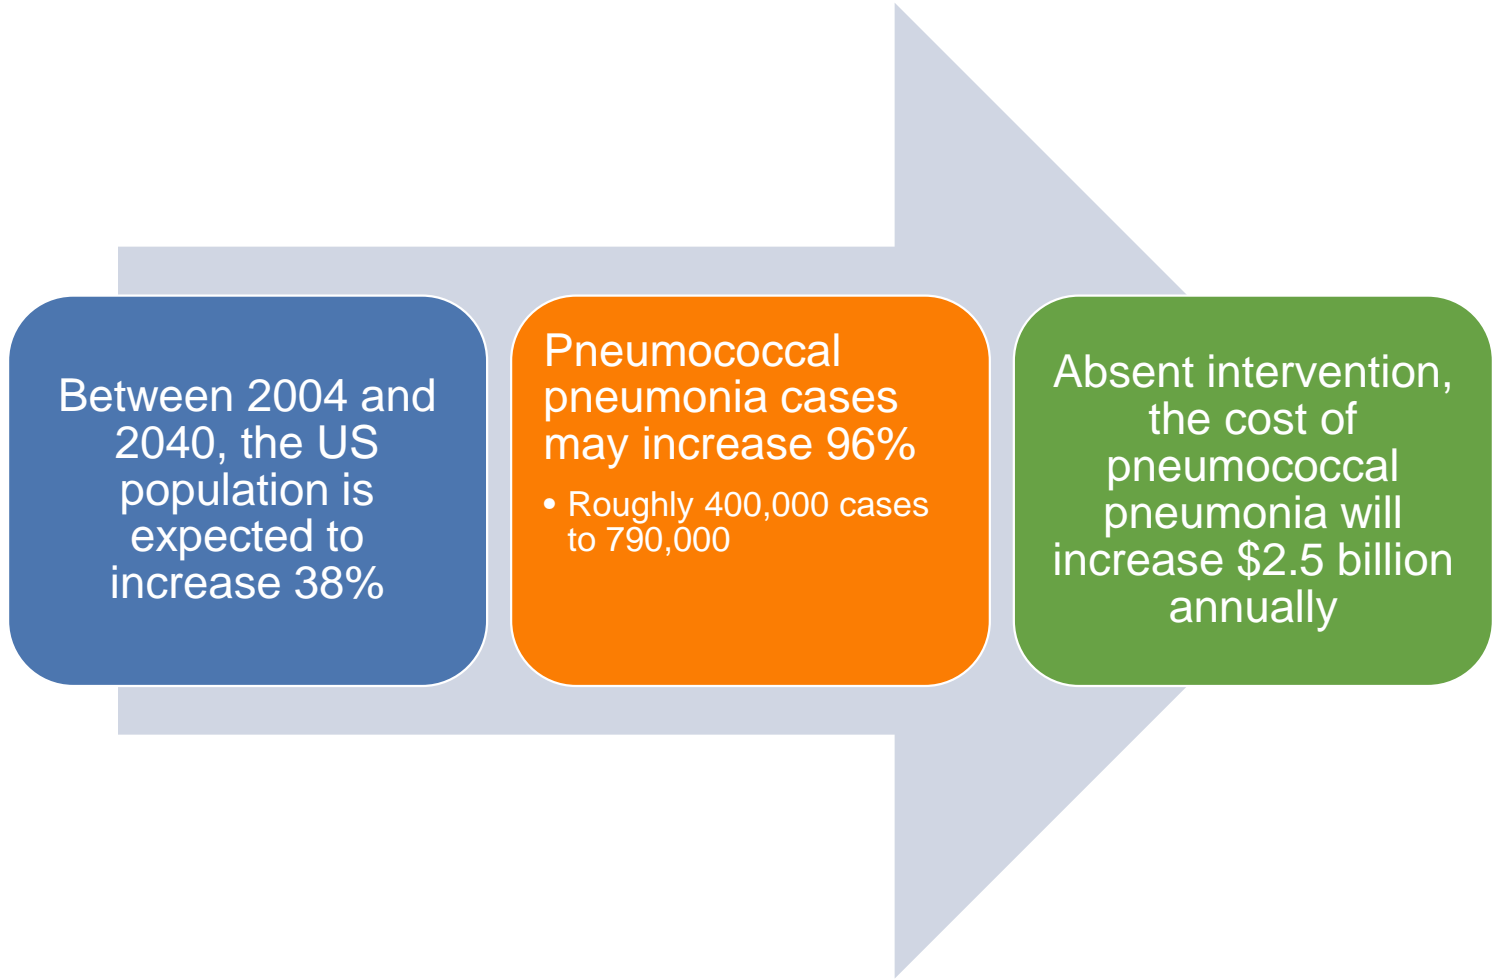 Between 2004 and
2040, the US
population is
expected to
increase 38%
Pneumococcal
pneumonia cases
may increase 96%
• Roughly 400,000 cases
to 790,000
Absent intervention,
the cost of
pneumococcal
pneumonia will
increase $2.5 billion
annually